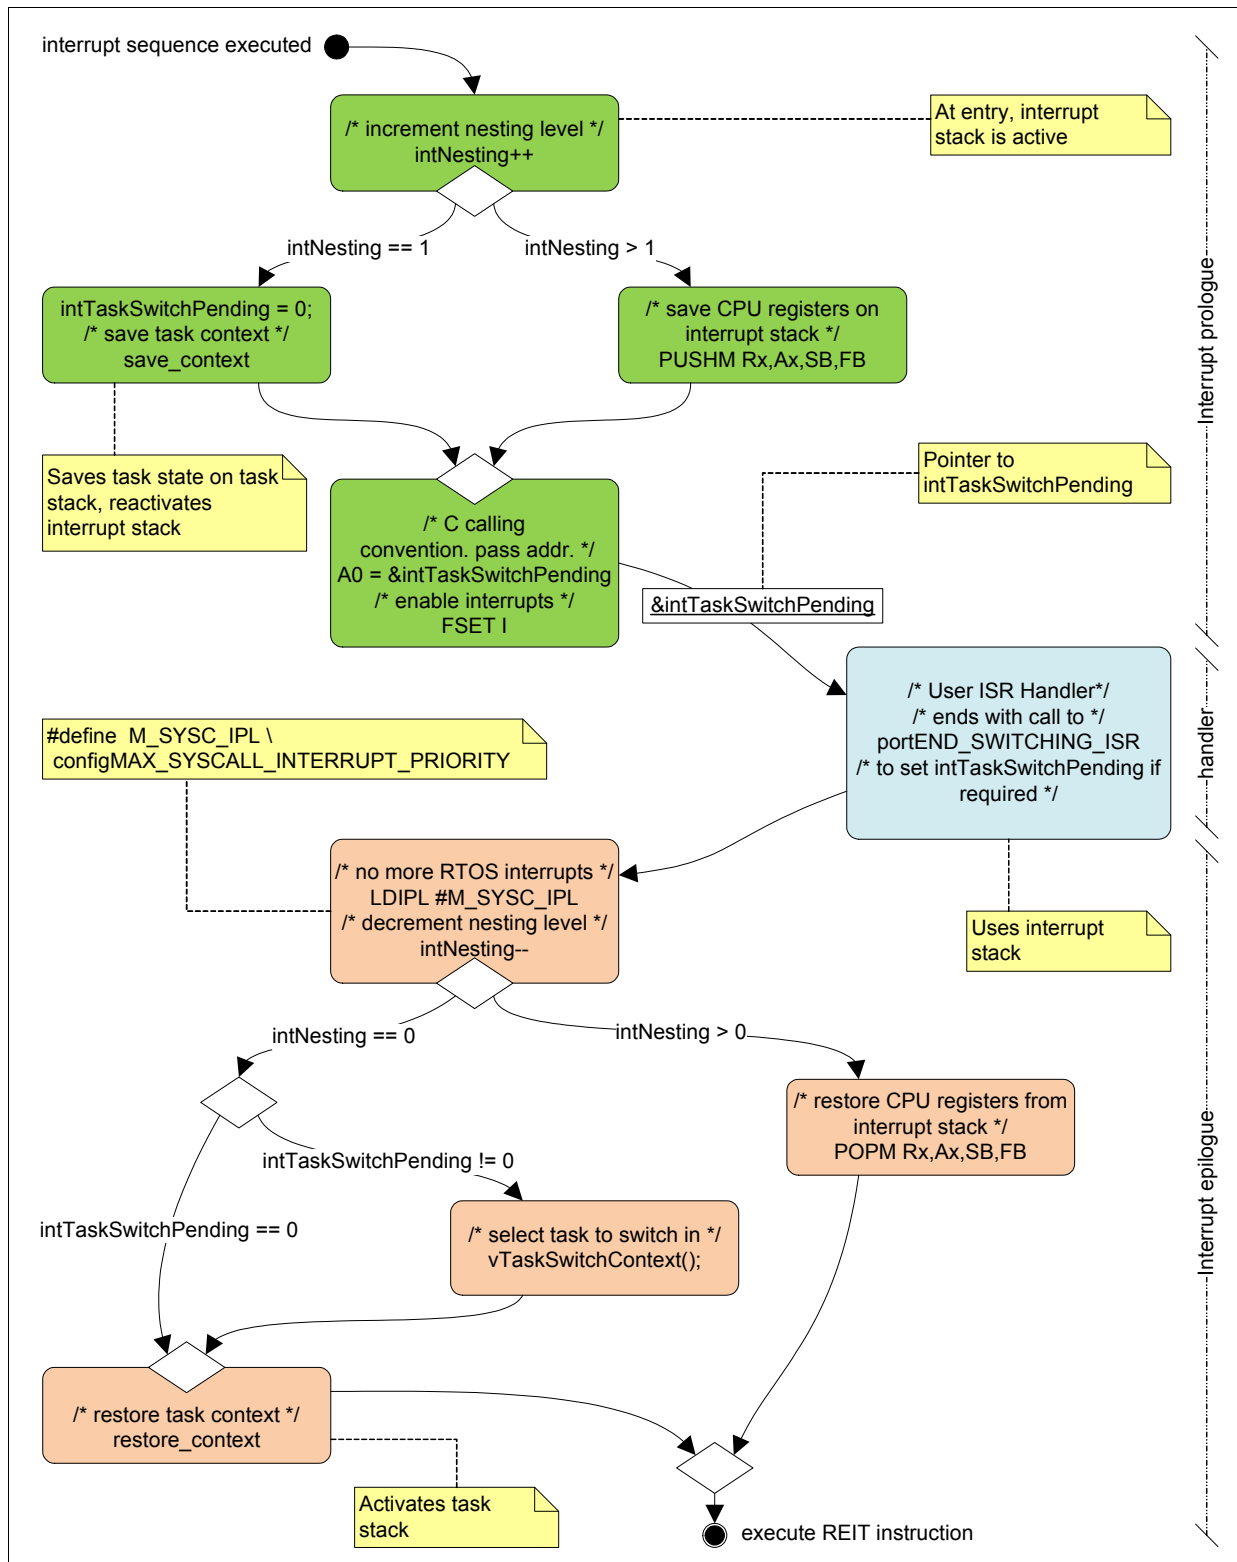 interrupt sequence executed
/* increment nesting level */
intNesting++
At entry, interrupt
stack is active
intNesting == 1
intNesting > 1
intTaskSwitchPending = 0;
/* save task context */
save_context
/* save CPU registers on
interrupt stack */
PUSHM Rx,Ax,SB,FB
Interrupt prologue
Saves task state on task
stack, reactivates
interrupt stack
Pointer to
intTaskSwitchPending
/* C calling
convention. pass addr. */
A0 = &intTaskSwitchPending
/* enable interrupts */
FSET I
&intTaskSwitchPending
/* User ISR Handler*/
/* ends with call to */
portEND_SWITCHING_ISR
/* to set intTaskSwitchPending if
required */
handler
#define  M_SYSC_IPL \
configMAX_SYSCALL_INTERRUPT_PRIORITY
/* no more RTOS interrupts */
LDIPL #M_SYSC_IPL
/* decrement nesting level */
intNesting--
Uses interrupt
stack
intNesting == 0
intNesting > 0
/* restore CPU registers from
interrupt stack */
POPM Rx,Ax,SB,FB
Interrupt epilogue
intTaskSwitchPending != 0
intTaskSwitchPending == 0
/* select task to switch in */
vTaskSwitchContext();
/* restore task context */
restore_context
Activates task
stack
execute REIT instruction